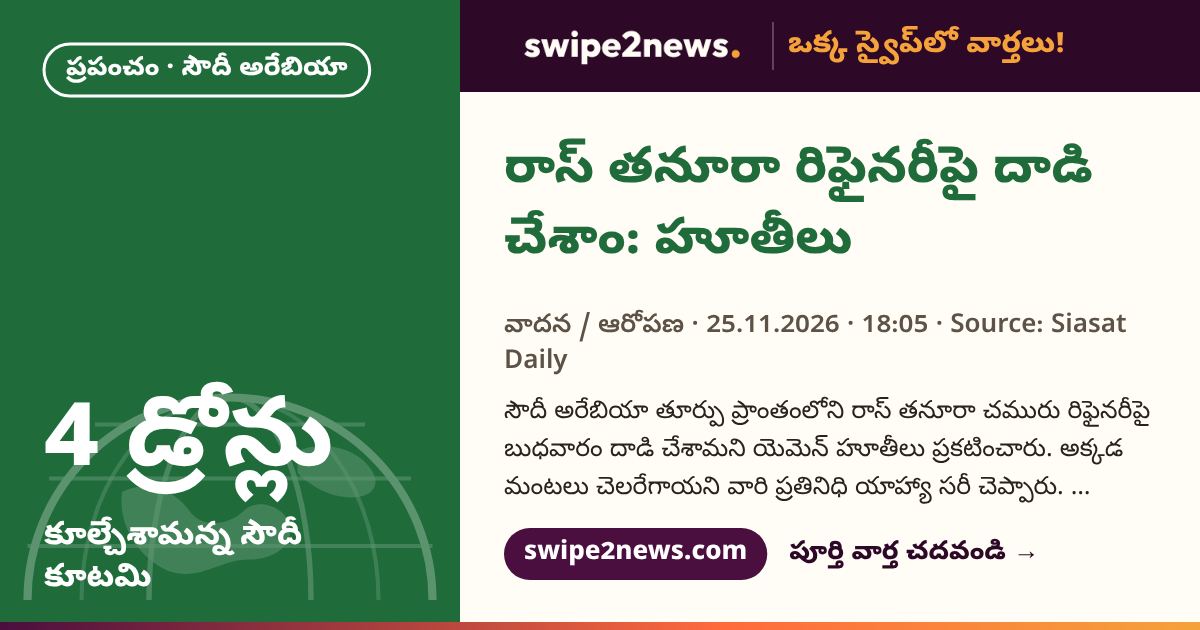 ప్రపంచం · సౌదీ అరేబియా
4 డ్రోన్లు
కూల్చేశామన్న సౌదీ
కూటమి
swipe2news.
ఒక్క స్వైప్‌లో వార్తలు!
రాస్ తనూరా రిఫైనరీపై దాడి
చేశాం: హూతీలు
వాదన / ఆరోపణ · 25.11.2026 · 18:05 · Source: Siasat
Daily
సౌదీ అరేబియా తూర్పు ప్రాంతంలోని రాస్ తనూరా చమురు రిఫైనరీపై
బుధవారం దాడి చేశామని యెమెన్ హూతీలు ప్రకటించారు. అక్కడ
మంటలు చెలరేగాయని వారి ప్రతినిధి యాహ్యా సరీ చెప్పారు. ...
swipe2news.com
పూర్తి వార్త చదవండి →